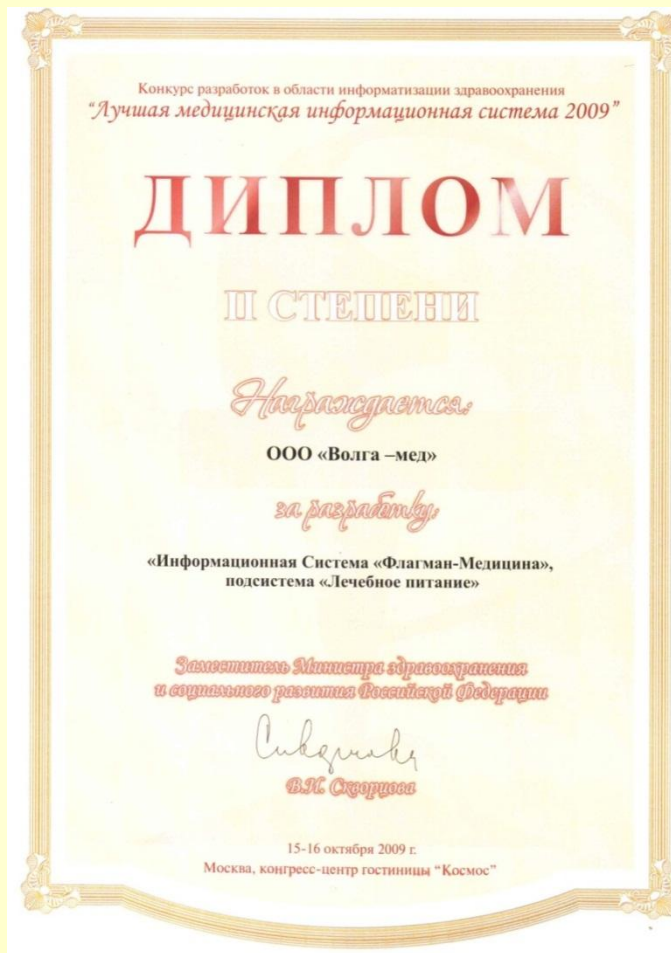 Конкурс разработок в области информатизации здравоохранения
“Лучшая медицинская информационная система 2009”
ДИПЛОМ
II СТЕПЕНИ
Награждается:
ООО «Волга –мед»
за разработку:
«Информационная Система «Флагман-Медицина»,
подсистема «Лечебное питание»
Заместитель Министра здравоохранения
и социального развития Российской Федерации
В.И. Скворцова
15-16 октября 2009 г.
Москва, конгресс-центр гостиницы “Космос”